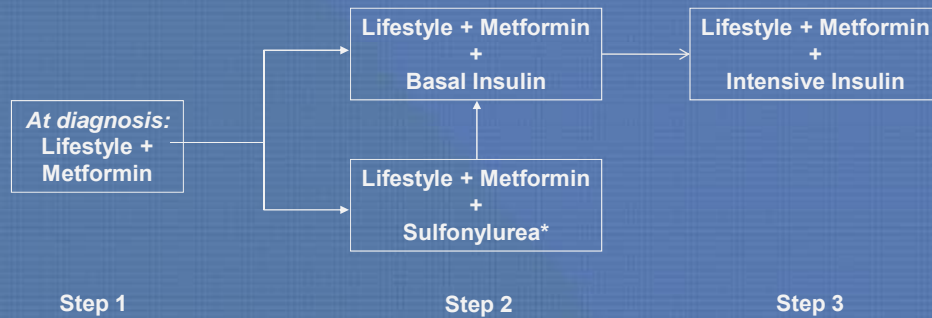 Lifestyle + Metformin
+
Basal Insulin
Lifestyle + Metformin
+
Intensive Insulin
At diagnosis:
Lifestyle +
Metformin
Lifestyle + Metformin
+
Sulfonylurea*
Step 1
Step 2
Step 3